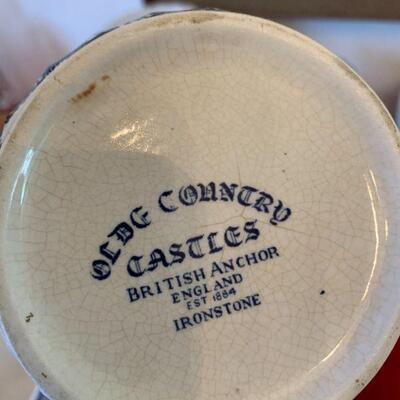 OLDE COUNTRY
CASTLES
BRITISH ANCHOR
ENGLAND
EST 1884
IRONSTONE